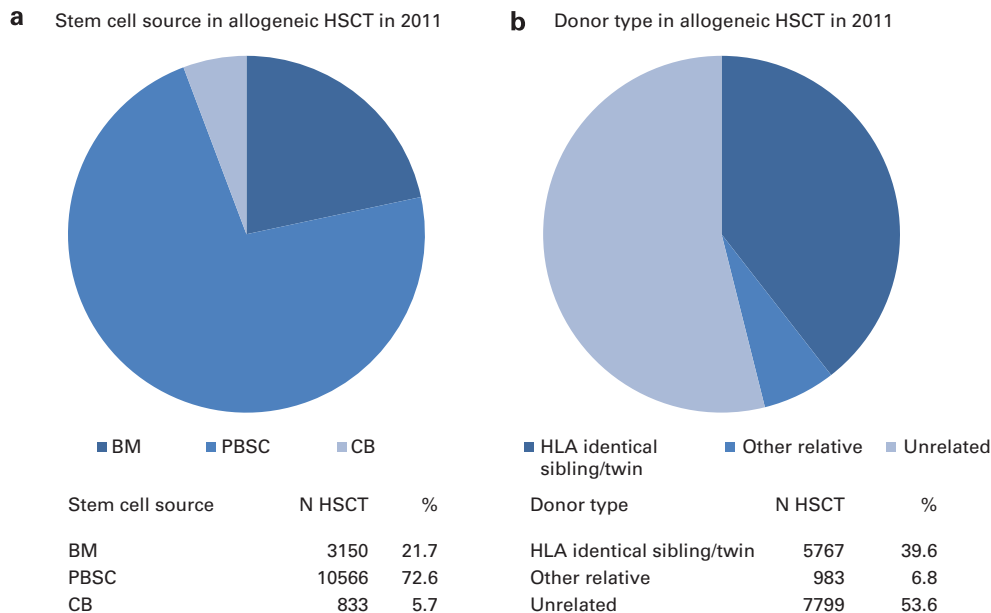 a Stem cell source in allogeneic HSCT in 2011
BM PBSC CB
Stem cell source N HSCT %
BM 3150 21.7
PBSC 10566 72.6
CB 833 5.7
b Donor type in allogeneic HSCT in 2011
HLA identical sibling/twin Other relative Unrelated
Donor type N HSCT %
HLA identical sibling/twin 5767 39.6
Other relative 983 6.8
Unrelated 7799 53.6